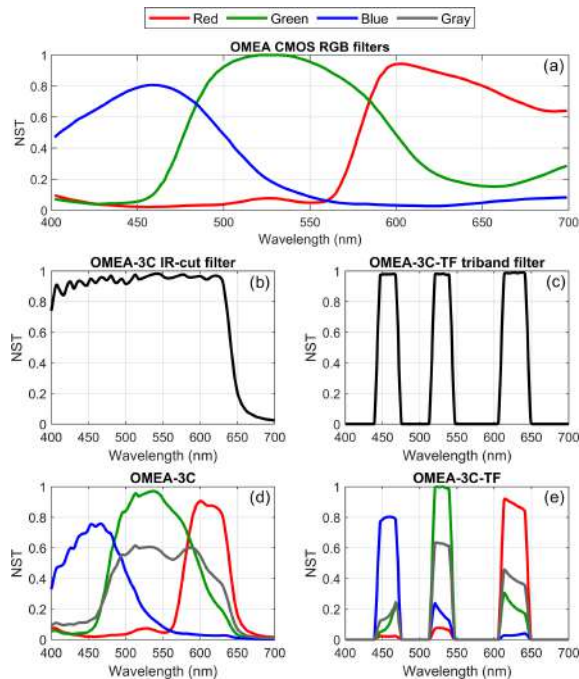 Red Green Blue Gray
OMEA CMOS RGB filters
(a)
1
0.8
0.6
0.4
0.2
0
NST
400 450 500 550 600 650 700
Wavelength (nm)
OMEA-3C IR-cut filter
(b)
1
0.8
0.6
0.4
0.2
0
NST
400 450 500 550 600 650 700
Wavelength (nm)
OMEA-3C-TF triband filter
(c)
1
0.8
0.6
0.4
0.2
0
NST
400 450 500 550 600 650 700
Wavelength (nm)
OMEA-3C
(d)
1
0.8
0.6
0.4
0.2
0
NST
400 450 500 550 600 650 700
Wavelength (nm)
OMEA-3C-TF
(e)
1
0.8
0.6
0.4
0.2
0
NST
400 450 500 550 600 650 700
Wavelength (nm)